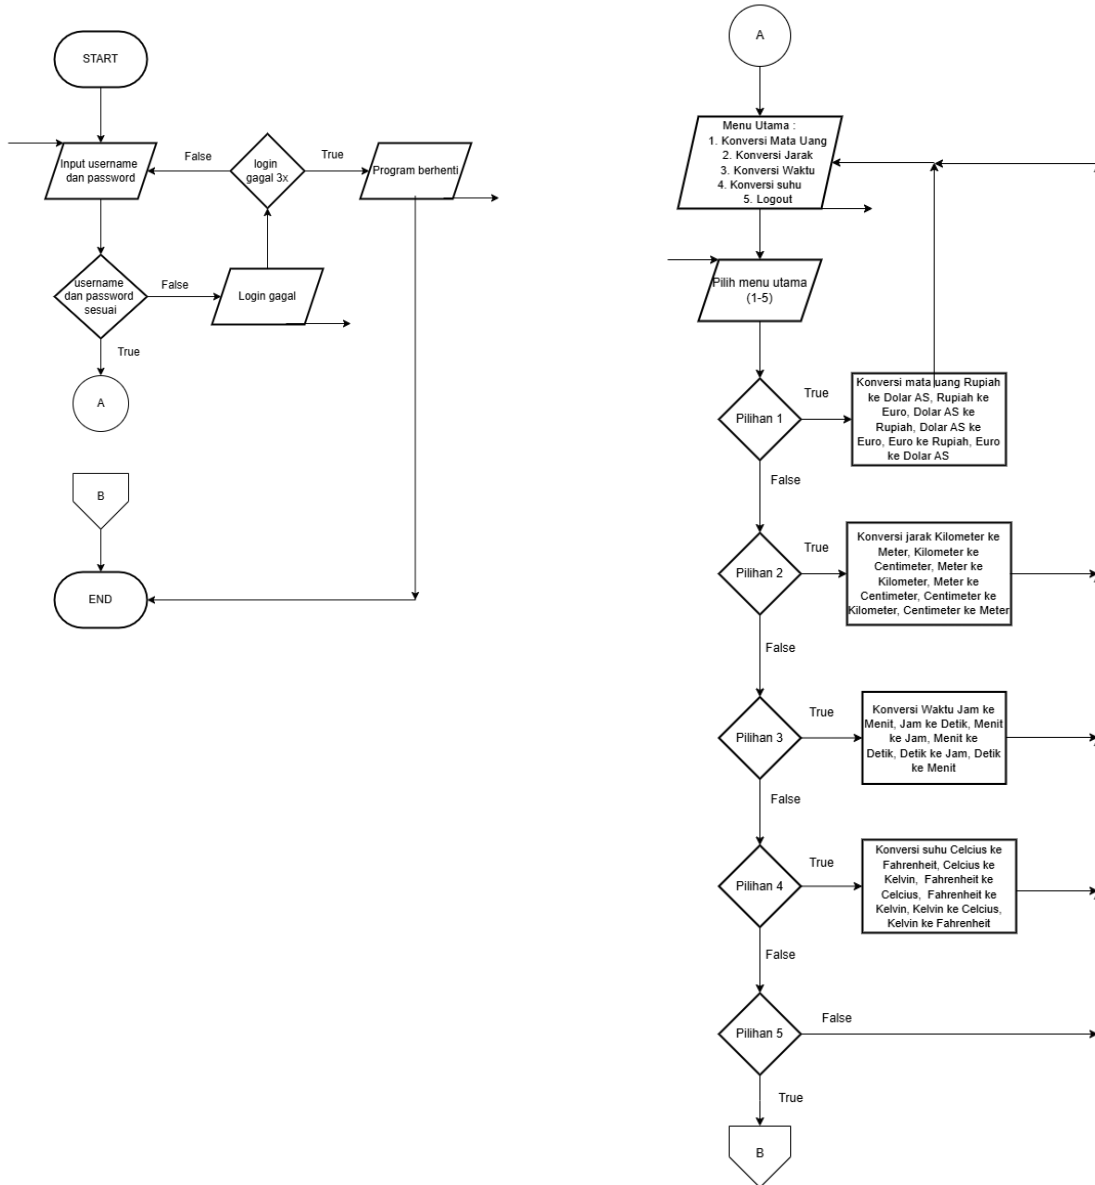 START
Input username
dan password
False
login
gagal 3x
True
Program berhenti
username
dan password
sesuai
False
Login gagal
True
A
B
END
A
Menu Utama :
1. Konversi Mata Uang
2. Konversi Jarak
3. Konversi Waktu
4. Konversi suhu
5. Logout
Pilih menu utama
(1-5)
Pilihan 1
True
Konversi mata uang Rupiah
ke Dolar AS, Rupiah ke
Euro, Dolar AS ke
Rupiah, Dolar AS ke
Euro, Euro ke Rupiah, Euro
ke Dolar AS
False
Pilihan 2
True
Konversi jarak Kilometer ke
Meter, Kilometer ke
Centimeter, Meter ke
Kilometer, Meter ke
Centimeter, Centimeter ke
Kilometer, Centimeter ke Meter
False
Pilihan 3
True
Konversi Waktu Jam ke
Menit, Jam ke Detik, Menit
ke Jam, Menit ke
Detik, Detik ke Jam, Detik
ke Menit
False
Pilihan 4
True
Konversi suhu Celcius ke
Fahrenheit, Celcius ke
Kelvin, Fahrenheit ke
Celcius, Fahrenheit ke
Kelvin, Kelvin ke Celcius,
Kelvin ke Fahrenheit
False
Pilihan 5
False
True
B